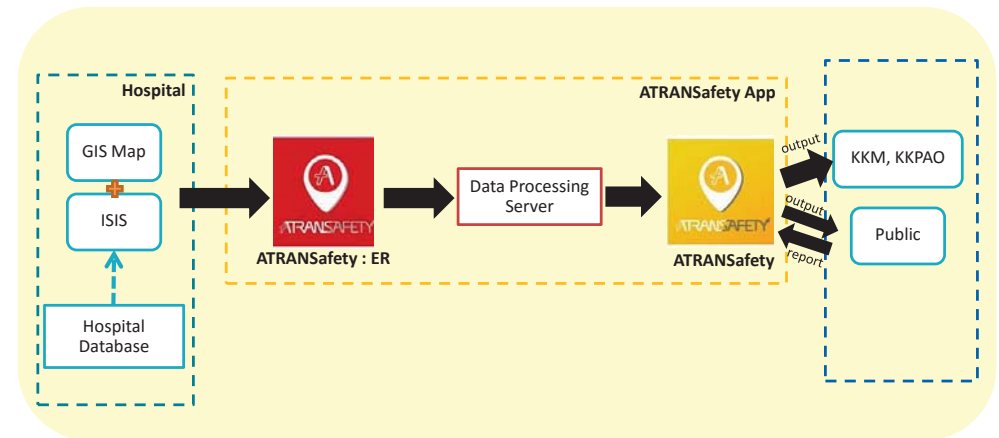 Hospital
GIS Map
ISIS
Hospital
Database
ATRANSafety App
ATRANSAFETY
ATRANSafety : ER
Data Processing
Server
ATRANSAFETY
ATRANSafety
output
KKM, KKPAO
output
Public
report